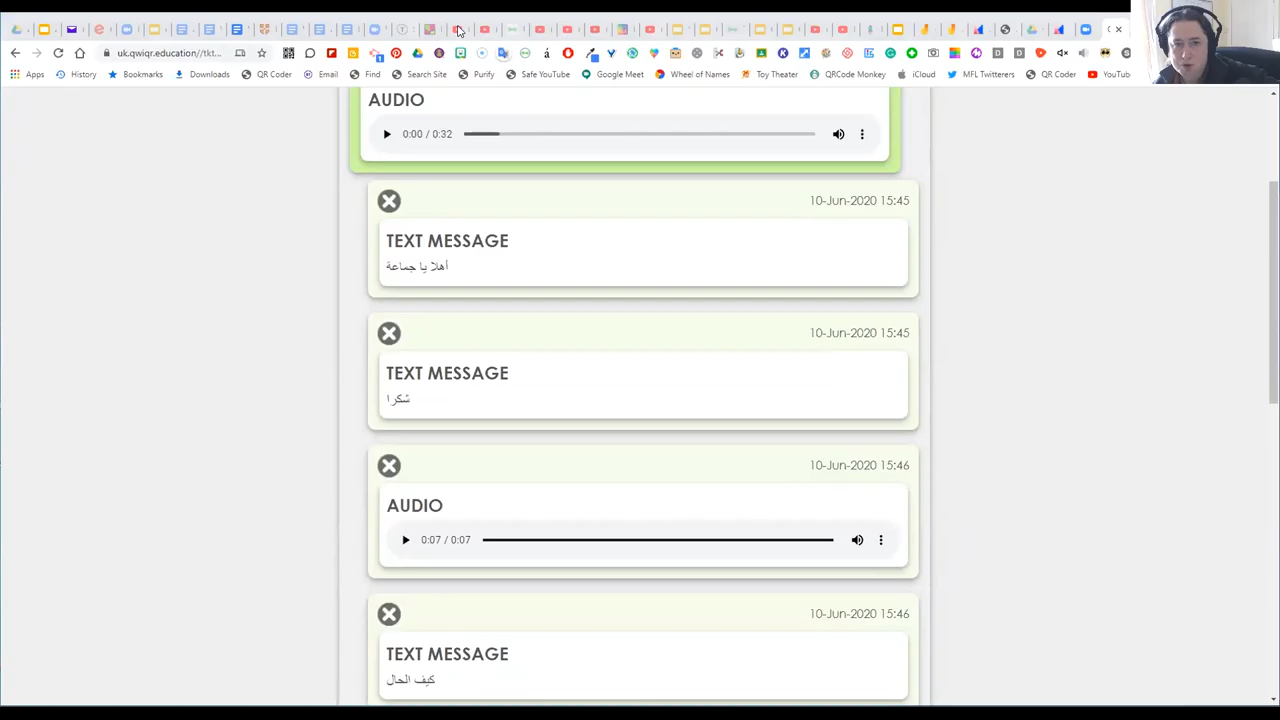 uk.qwiqr.education//tkt...
Apps
History
Bookmarks
Downloads
QR Coder
Email
Find
Search Site
Purify
Safe YouTube
Google Meet
Wheel of Names
Toy Theater
QRCode Monkey
iCloud
MFL Twitterers
QR Coder
YouTu
AUDIO
0:00 / 0:32
10-Jun-2020 15:45
TEXT MESSAGE
أهلا يا جماعة
10-Jun-2020 15:45
TEXT MESSAGE
شكرا
10-Jun-2020 15:46
AUDIO
0:07 / 0:07
10-Jun-2020 15:46
TEXT MESSAGE
كيف الحال